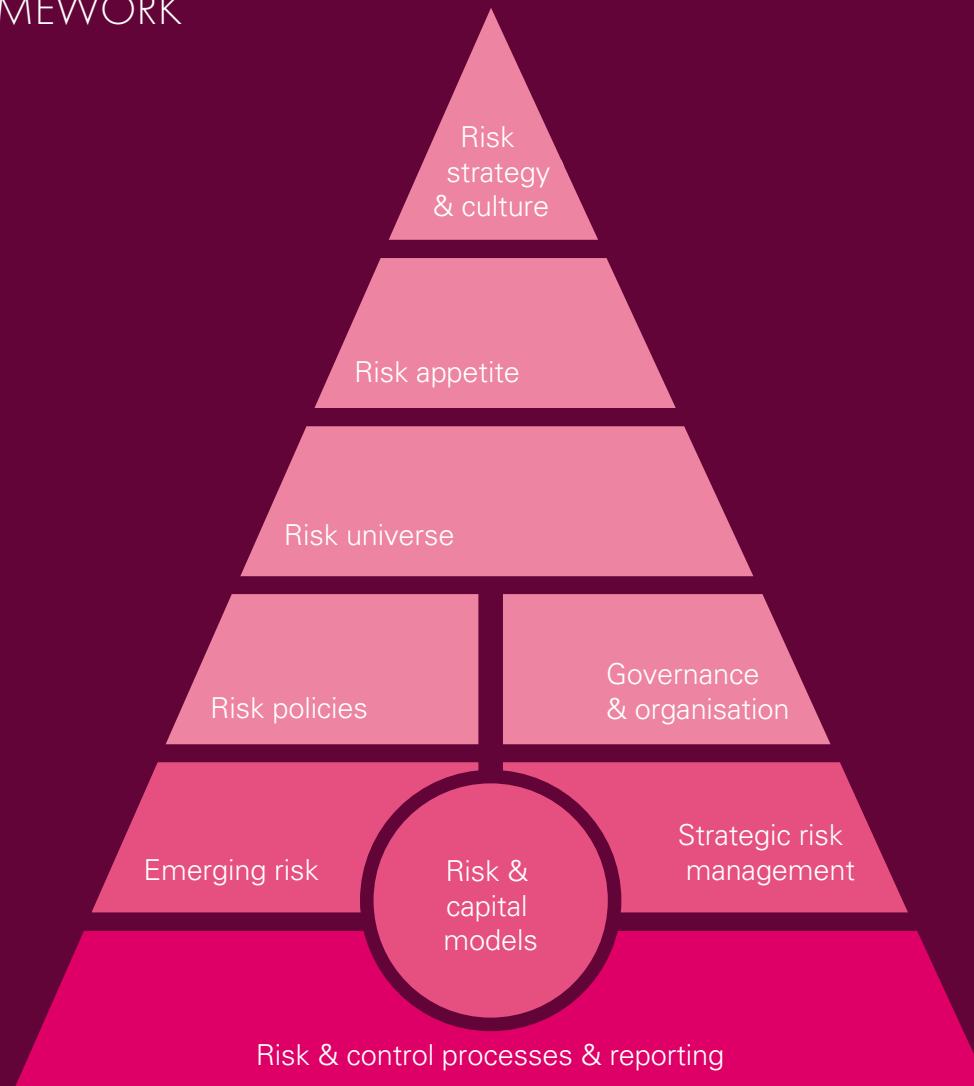 MEWORK
Risk
strategy
& culture
Risk appetite
Risk universe
Risk policies
Governance
& organisation
Emerging risk
Risk &
capital
models
Strategic risk
management
Risk & control processes & reporting